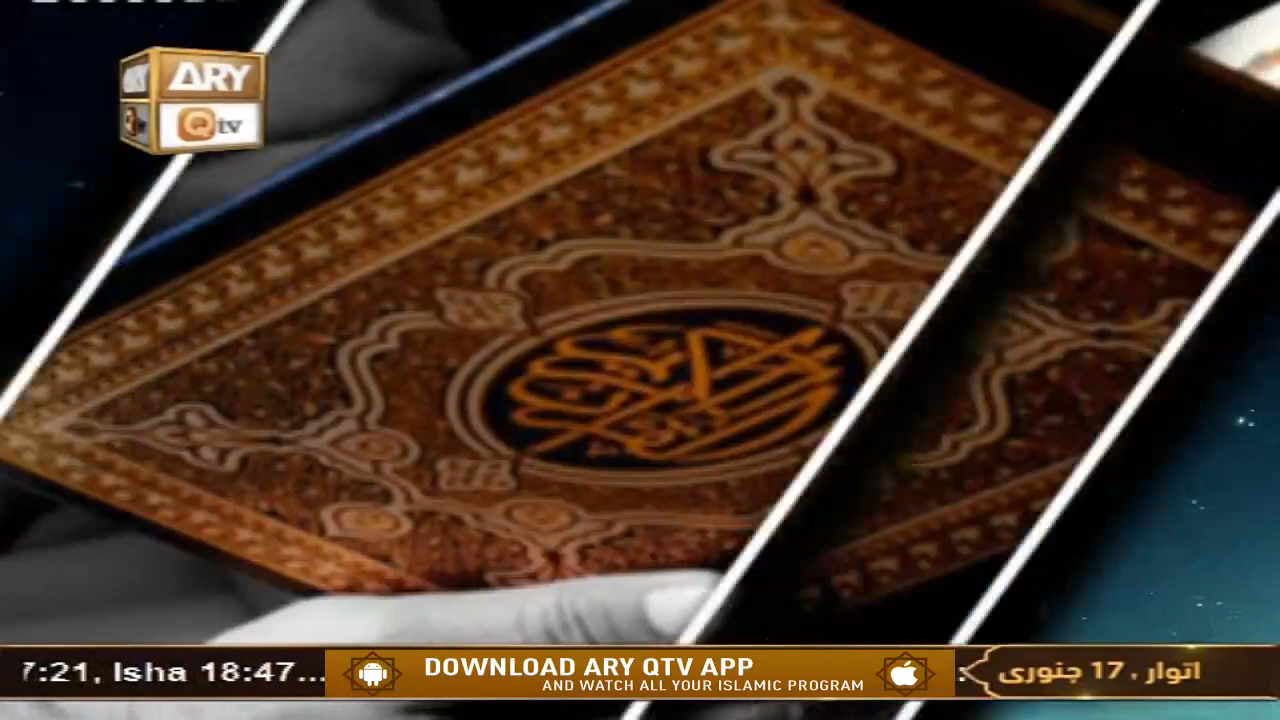 ARY
Qtv
7:21, Isha 18:47...
DOWNLOAD ARY QTV APP
AND WATCH ALL YOUR ISLAMIC PROGRAM
اتوار ، 17 جنوری